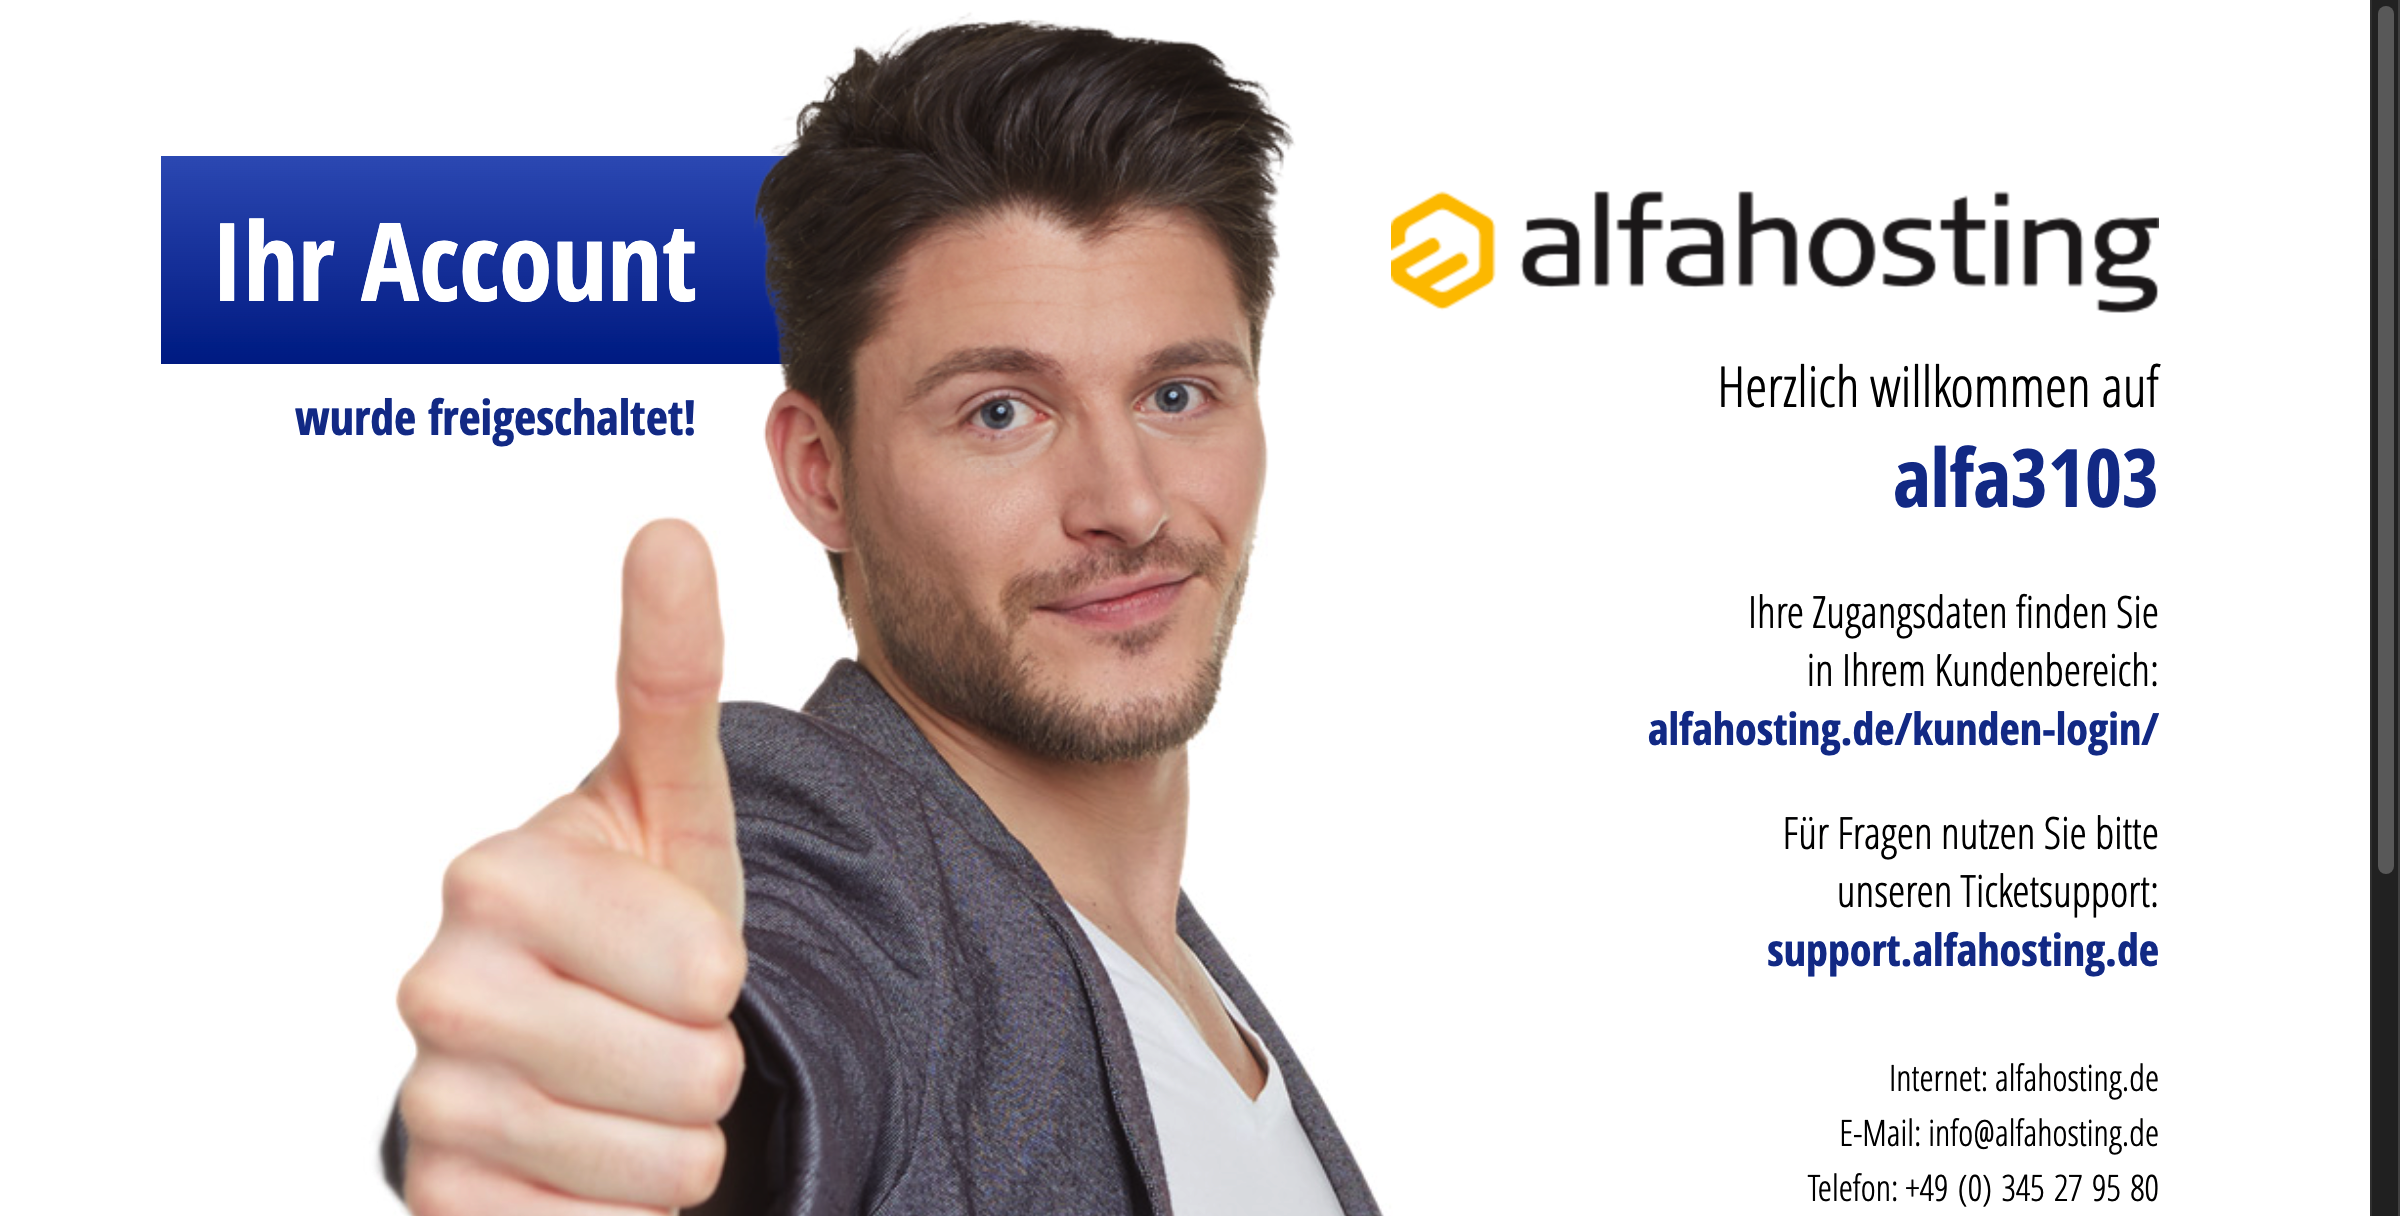 Ihr Account
wurde freigeschaltet!
alfahosting
Herzlich willkommen auf
alfa3103
Ihre Zugangsdaten finden Sie
in Ihrem Kundenbereich:
alfahosting.de/kunden-login/
Für Fragen nutzen Sie bitte
unseren Ticketsupport:
support.alfahosting.de
Internet: alfahosting.de
E-Mail: info@alfahosting.de
Telefon: +49 (0) 345 27 95 80